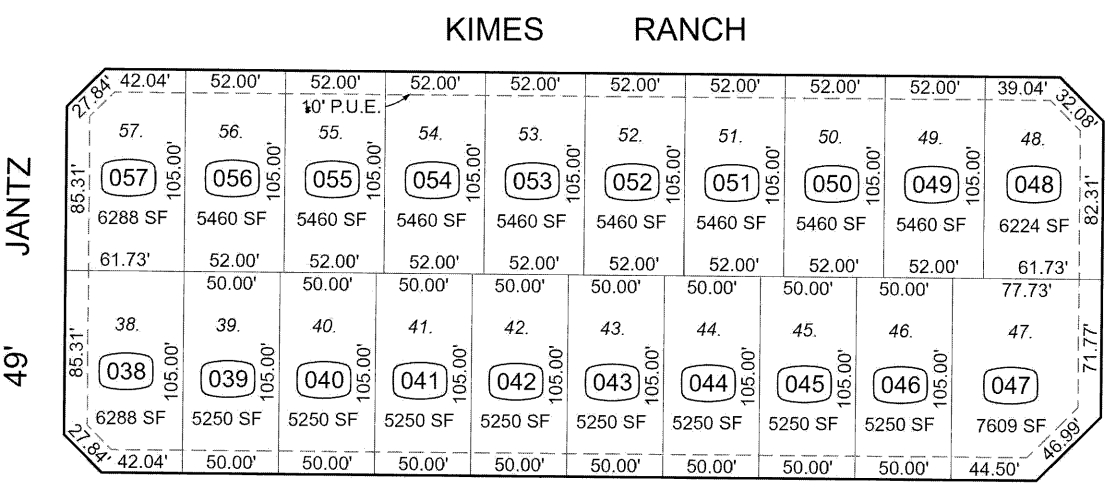 KIMES RANCH
27.84' 42.04' 52.00' 52.00' 52.00' 52.00' 52.00' 52.00' 52.00' 52.00' 39.04' 32.08'
10' P.U.E.
57. 56. 55. 54. 53. 52. 51. 50. 49. 48.
JANTZ
85.31' 057 105.00' 056 105.00' 055 105.00' 054 105.00' 053 105.00' 052 105.00' 051 105.00' 050 105.00' 049 105.00' 048 82.31'
6288 SF 5460 SF 5460 SF 5460 SF 5460 SF 5460 SF 5460 SF 5460 SF 5460 SF 6224 SF
61.73' 52.00' 52.00' 52.00' 52.00' 52.00' 52.00' 52.00' 52.00' 61.73'
50.00' 50.00' 50.00' 50.00' 50.00' 50.00' 50.00' 50.00' 77.73'
38. 39. 40. 41. 42. 43. 44. 45. 46. 47.
49'
85.31' 038 105.00' 039 105.00' 040 105.00' 041 105.00' 042 105.00' 043 105.00' 044 105.00' 045 105.00' 046 105.00' 047 71.77'
6288 SF 5250 SF 5250 SF 5250 SF 5250 SF 5250 SF 5250 SF 5250 SF 5250 SF 7609 SF
27.84' 42.04' 50.00' 50.00' 50.00' 50.00' 50.00' 50.00' 50.00' 50.00' 44.50' 46.99'